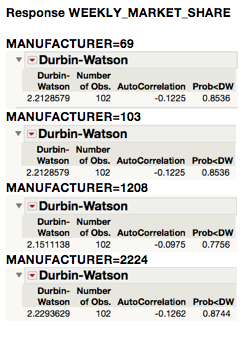 Response WEEKLY_MARKET_SHARE
MANUFACTURER=69
Durbin-Watson
Durbin- Number
Watson of Obs. AutoCorrelation Prob<DW
2.2128579 102 -0.1225 0.8536
MANUFACTURER=103
Durbin-Watson
Durbin- Number
Watson of Obs. AutoCorrelation Prob<DW
2.2128579 102 -0.1225 0.8536
MANUFACTURER=1208
Durbin-Watson
Durbin- Number
Watson of Obs. AutoCorrelation Prob<DW
2.1511138 102 -0.0975 0.7756
MANUFACTURER=2224
Durbin-Watson
Durbin- Number
Watson of Obs. AutoCorrelation Prob<DW
2.2293629 102 -0.1262 0.8744